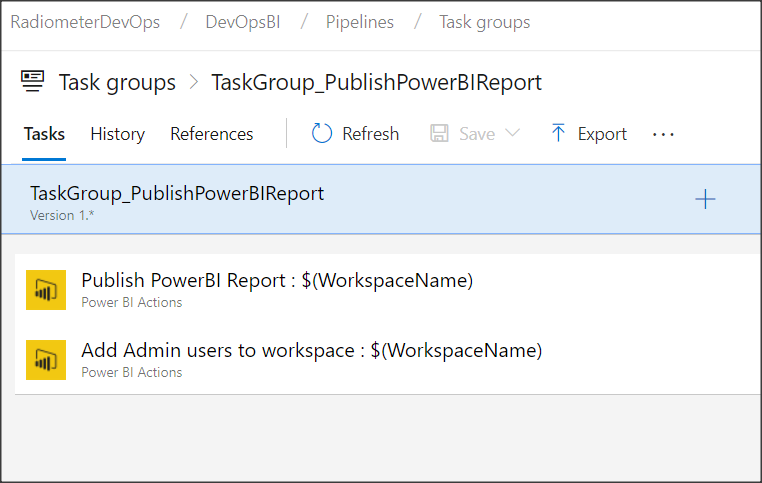 RadiometerDevOps / DevOpsBI / Pipelines / Task groups
Task groups > TaskGroup_PublishPowerBIReport
Tasks History References Refresh Save Export ...
TaskGroup_PublishPowerBIReport
Version 1.*
Publish PowerBI Report : $(WorkspaceName)
Power BI Actions
Add Admin users to workspace : $(WorkspaceName)
Power BI Actions